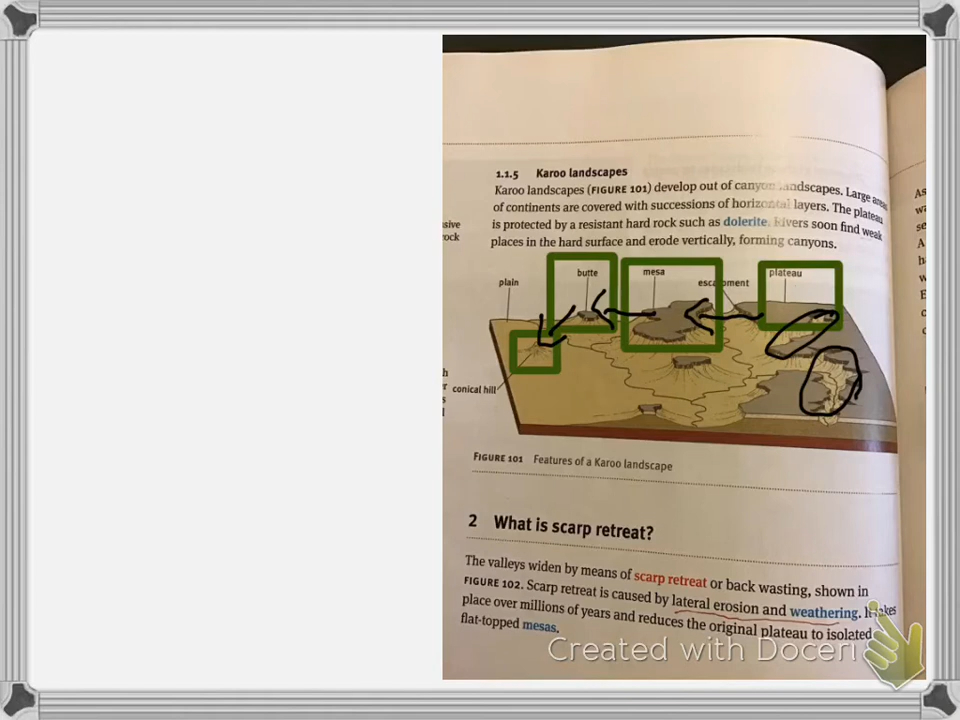 1.1.5 Karoo landscapes
Karoo landscapes (FIGURE 101) develop out of canyon landscapes. Large areas
of continents are covered with successions of horizontal layers. The plateau
is protected by a resistant hard rock such as dolerite. Rivers soon find weak
places in the hard surface and erode vertically, forming canyons.
butte mesa plateau
plain escarpment
conical hill
FIGURE 101 Features of a Karoo landscape
2 What is scarp retreat?
The valleys widen by means of scarp retreat or back wasting, shown in
FIGURE 102. Scarp retreat is caused by lateral erosion and weathering. It takes
place over millions of years and reduces the original plateau to isolated
flat-topped mesas.
Created with Doceri